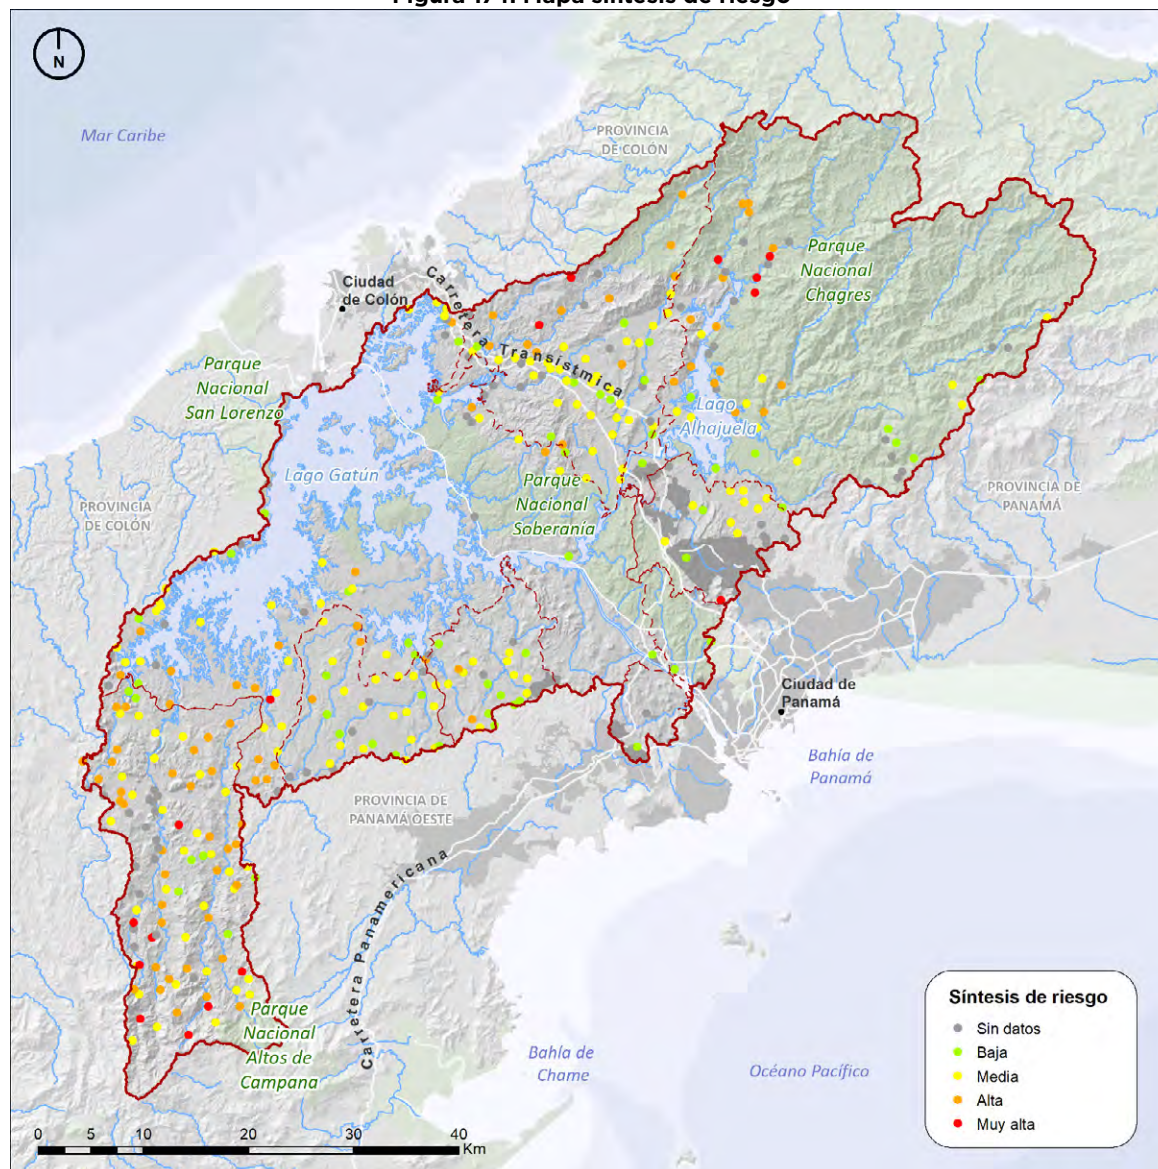 N
Mar Caribe
PROVINCIA
DE COLÓN
Parque
Nacional
Chagres
Ciudad
de Colón
Carretera Transístmica
Parque
Nacional
San Lorenzo
Lago
Alhajuela
Lago Gatún
Parque
Nacional
Soberanía
PROVINCIA
DE COLÓN
PROVINCIA DE
PANAMÁ
Ciudad de
Panamá
Bahía de
Panamá
PROVINCIA DE
PANAMÁ OESTE
Carretera Panamericana
Parque
Nacional
Altos de
Campana
Bahía de
Chame
Océano Pacífico
Síntesis de riesgo
Sin datos
Baja
Media
Alta
Muy alta
0 5 10 20 30 40
Km